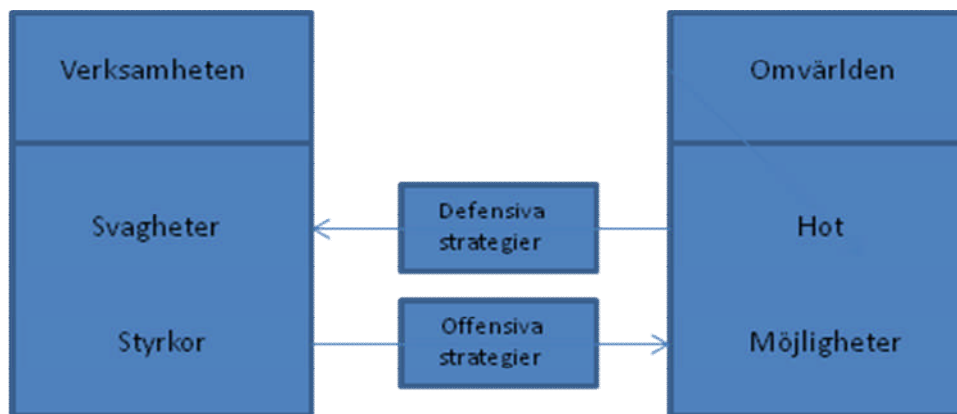 Verksamheten
Omvärlden
Svagheter
Defensiva
strategier
Hot
Styrkor
Offensiva
strategier
Möjligheter